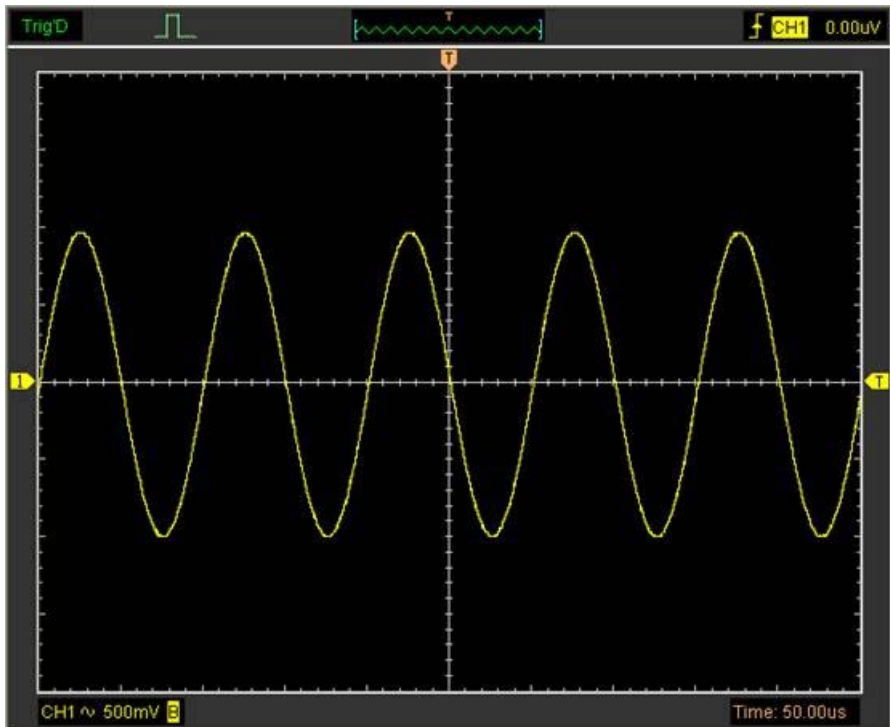 Trig'D
T
CH1 0.00uV
T
1
T
CH1 ∿ 500mV B
Time: 50.00us